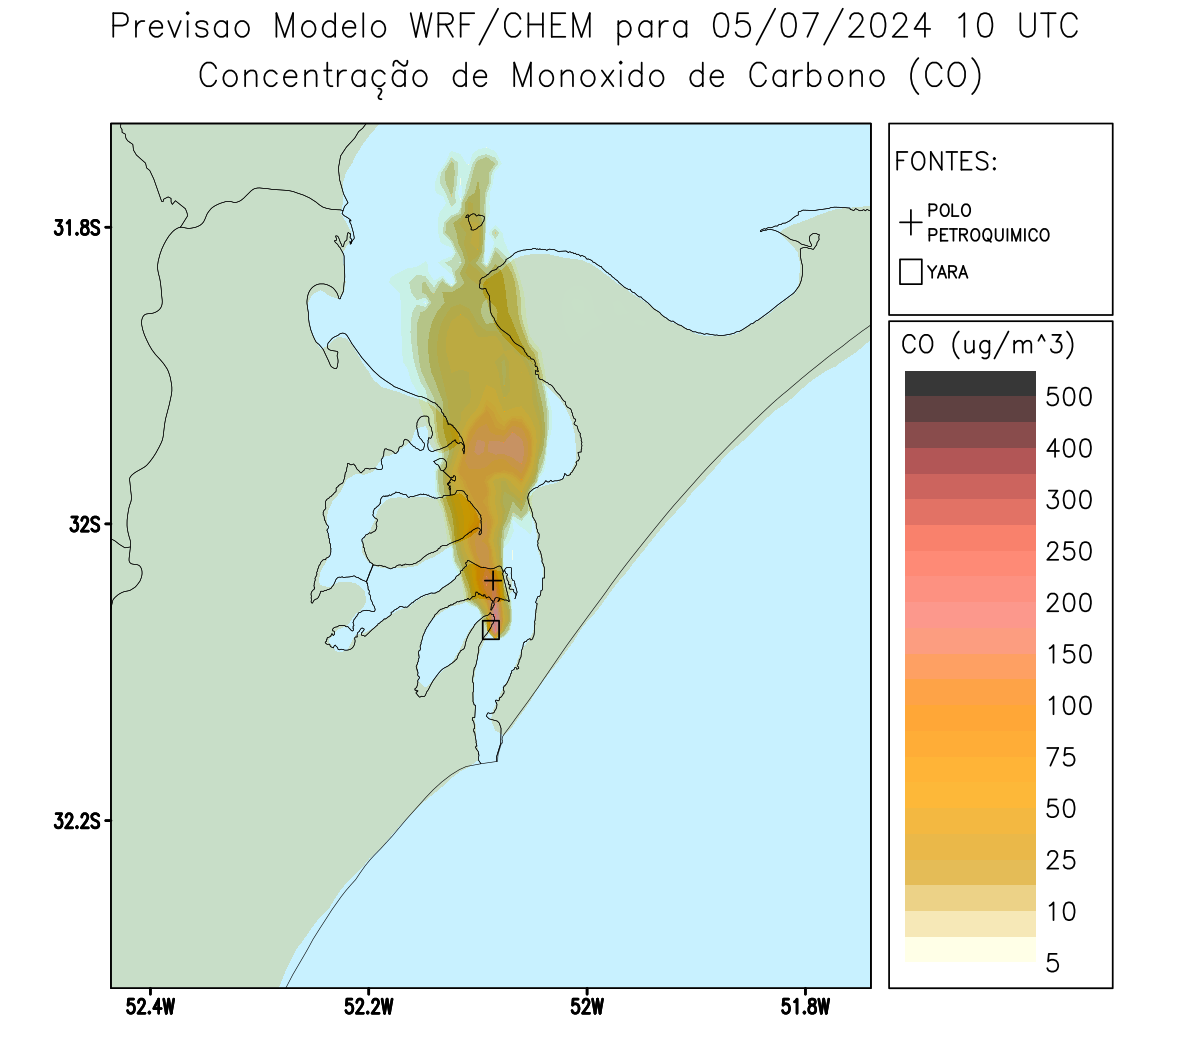 Previsao Modelo WRF/CHEM para 05/07/2024 10 UTC
Concentração de Monoxido de Carbono (CO)
FONTES:
POLO
PETROQUIMICO
YARA
CO (ug/m^3)
500
400
300
250
200
150
100
75
50
25
10
5
31.8S
32S
32.2S
52.4W
52.2W
52W
51.8W